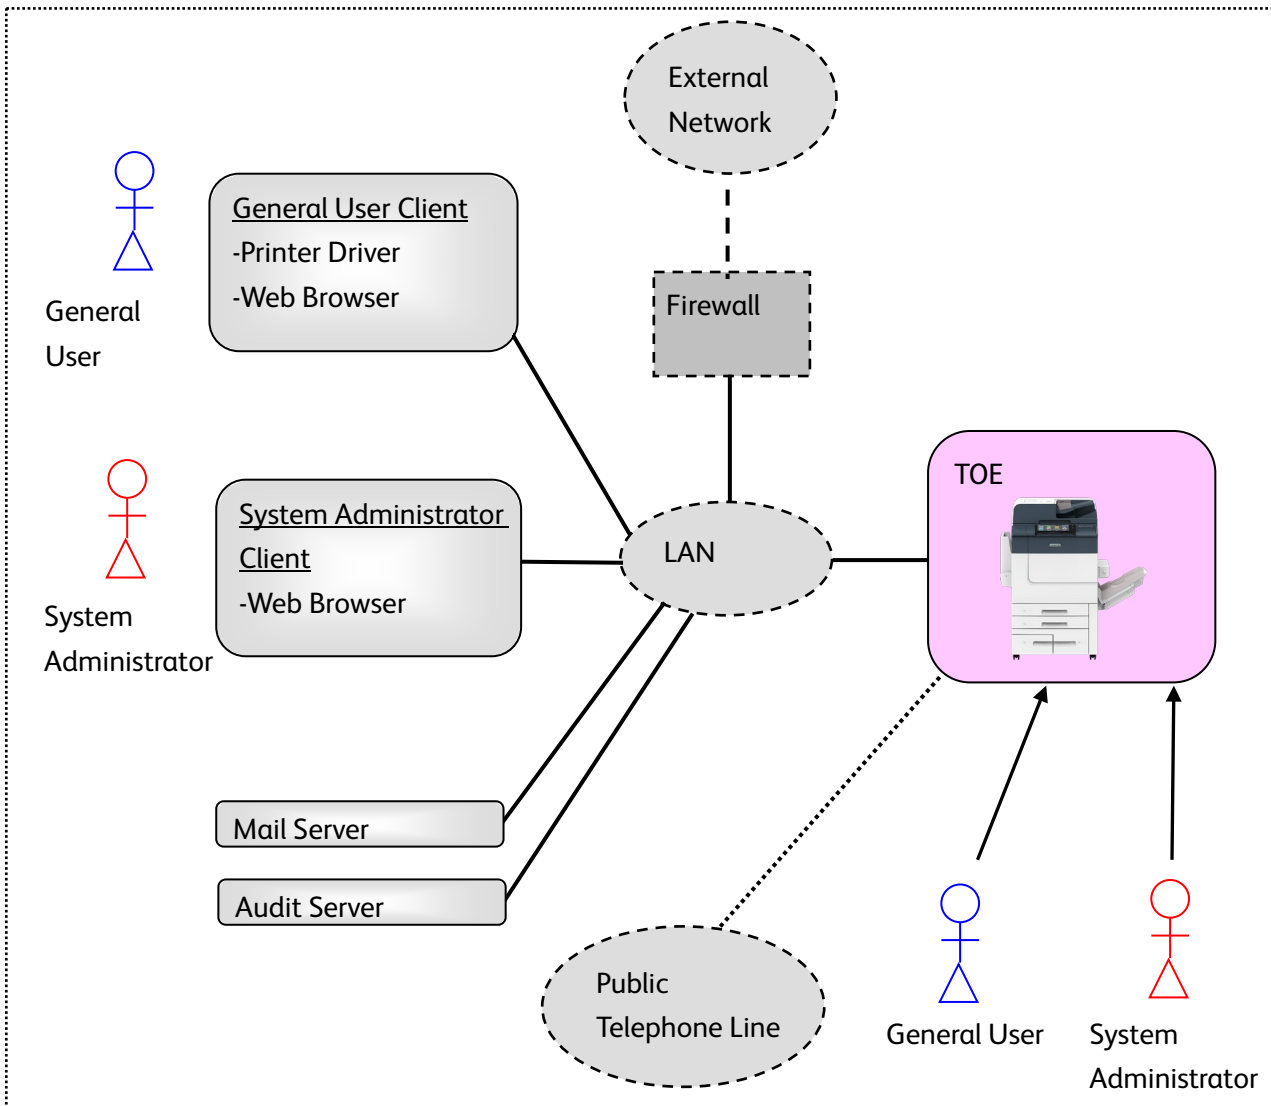 External
Network
General User Client
-Printer Driver
-Web Browser
General
User
Firewall
TOE
System Administrator
Client
-Web Browser
LAN
System
Administrator
Mail Server
Audit Server
Public
Telephone Line
General User
System
Administrator